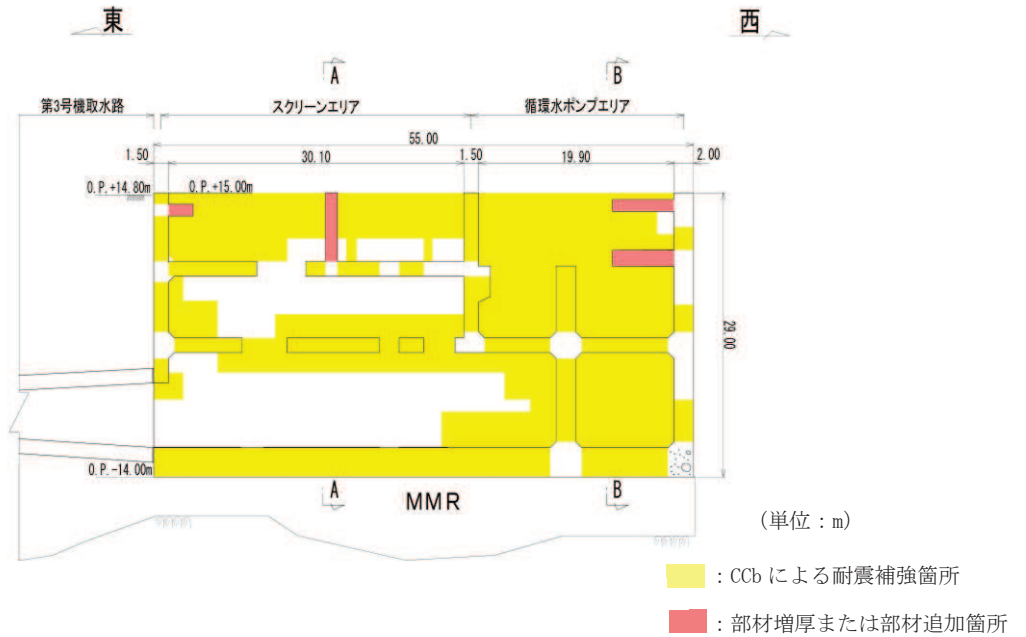 東
西
A
B
第3号機取水路
スクリーンエリア
循環水ポンプエリア
55.00
1.50
30.10
1.50
19.90
2.00
O.P.+14.80m
O.P.+15.00m
29.00
O.P.-14.00m
A
MMR
B
(単位:m)
:CCbによる耐震補強箇所
:部材増厚または部材追加箇所